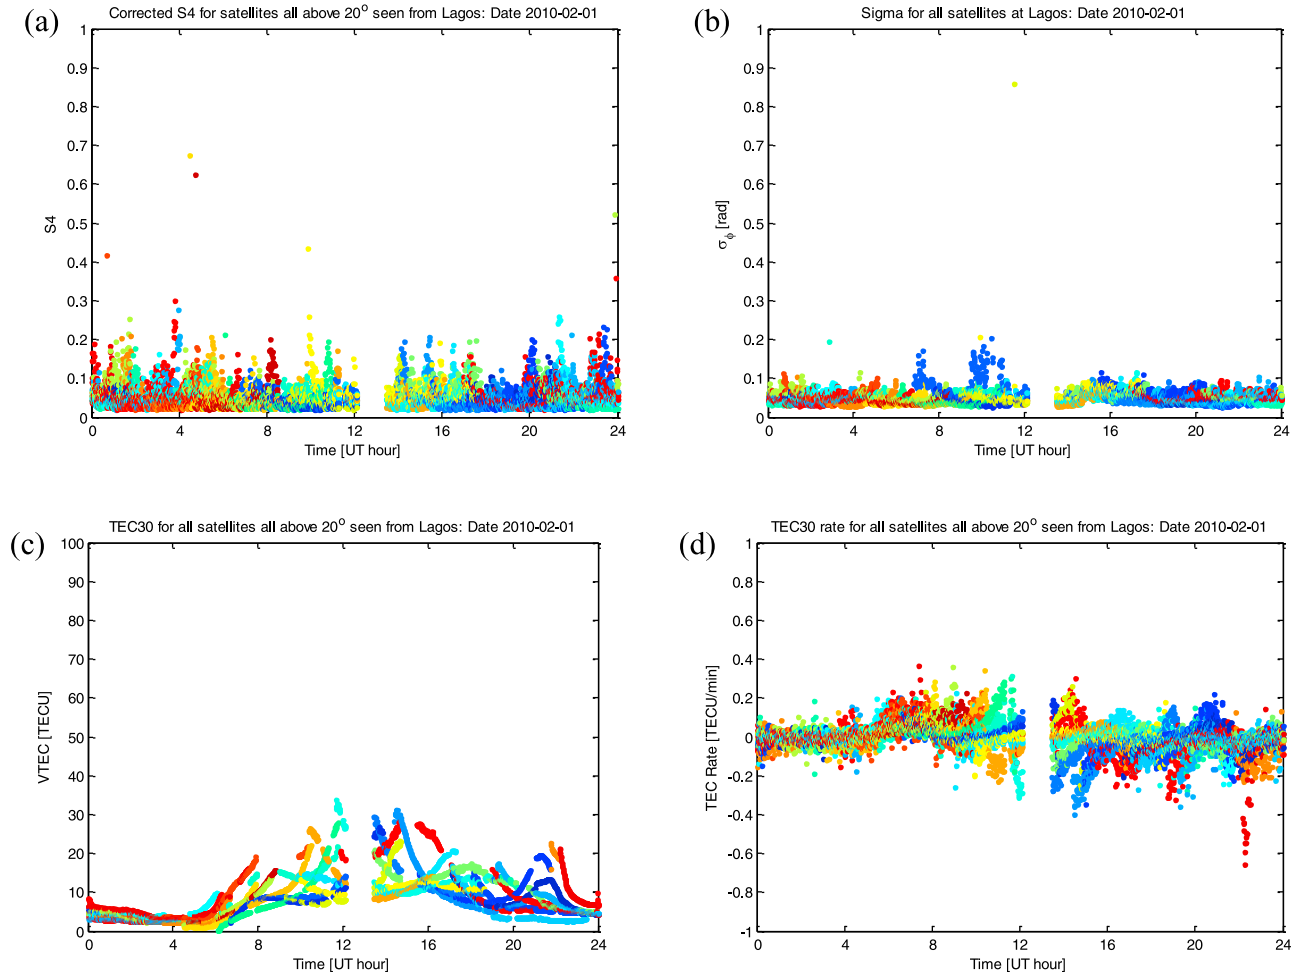 (a)
Corrected S4 for satellites all above 20° seen from Lagos: Date 2010-02-01
1
0.9
0.8
0.7
0.6
0.5
0.4
0.3
0.2
0.1
0
S4
0 4 8 12 16 20 24
Time [UT hour]
(b)
Sigma for all satellites at Lagos: Date 2010-02-01
1
0.9
0.8
0.7
0.6
0.5
0.4
0.3
0.2
0.1
0
σϕ [rad]
0 4 8 12 16 20 24
Time [UT hour]
(c)
TEC30 for all satellites all above 20° seen from Lagos: Date 2010-02-01
100
90
80
70
60
50
40
30
20
10
0
VTEC [TECU]
0 4 8 12 16 20 24
Time [UT hour]
(d)
TEC30 rate for all satellites all above 20° seen from Lagos: Date 2010-02-01
1
0.8
0.6
0.4
0.2
0
-0.2
-0.4
-0.6
-0.8
-1
TEC Rate [TECU/min]
0 4 8 12 16 20 24
Time [UT hour]